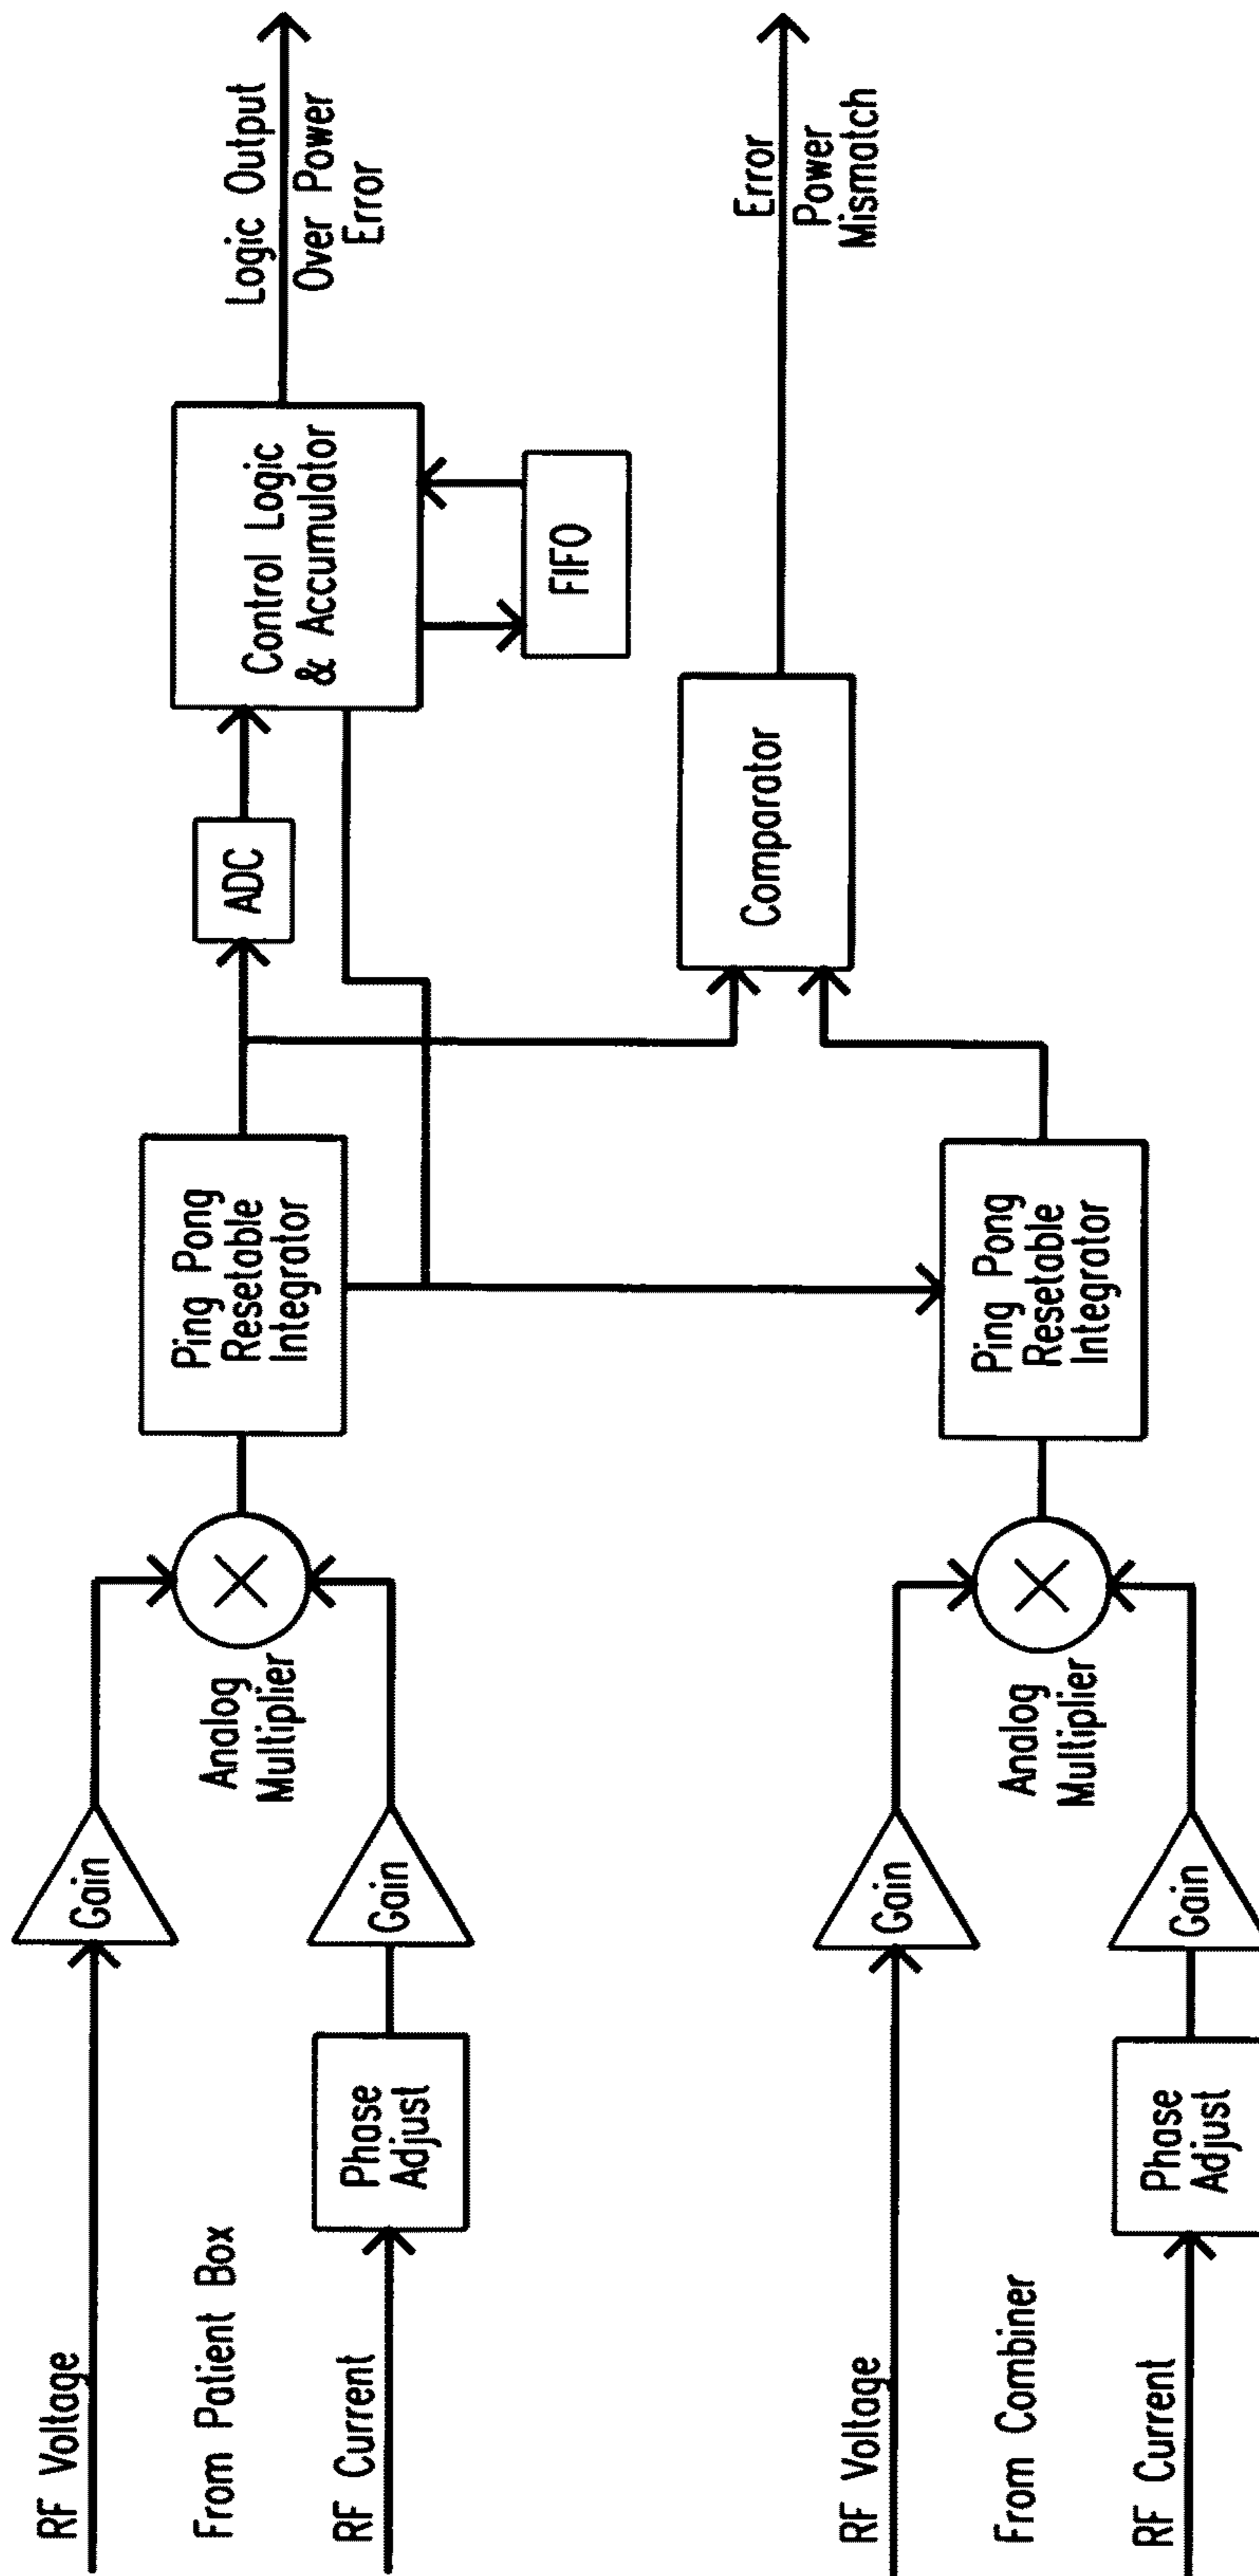 RF Voltage
From Patient Box
RF Current
Phase
Adjust
Gain
Gain
Analog
Multiplier
Ping Pong
Resetable
Integrator
ADC
Control Logic
& Accumulator
FIFO
Logic Output
Over Power
Error
RF Voltage
From Combiner
RF Current
Phase
Adjust
Gain
Gain
Analog
Multiplier
Ping Pong
Resetable
Integrator
Comparator
Error
Power
Mismatch